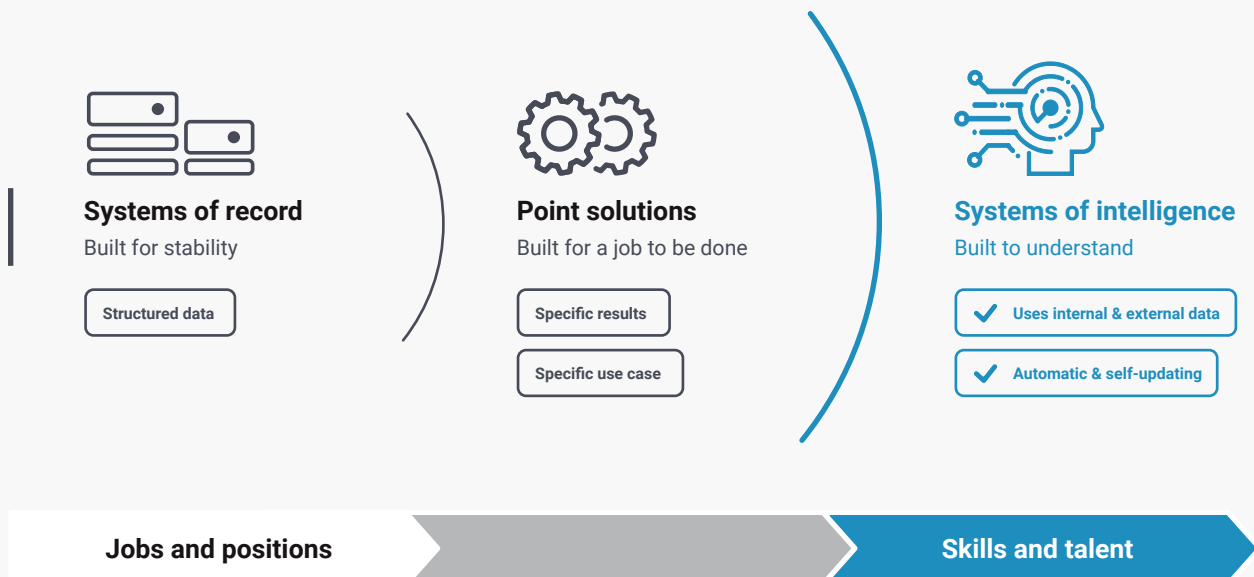 Systems of record
Built for stability
Structured data
Point solutions
Built for a job to be done
Specific results
Specific use case
Systems of intelligence
Built to understand
Uses internal & external data
Automatic & self-updating
Jobs and positions
Skills and talent